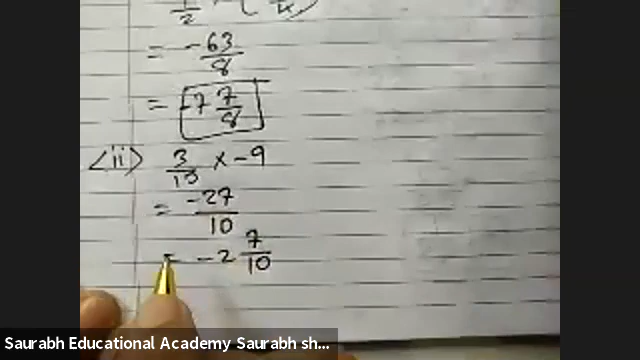 = -63/8
= -7 7/8
(ii) 3/10 x -9
= -27/10
= -2 7/10
Saurabh Educational Academy Saurabh sh...